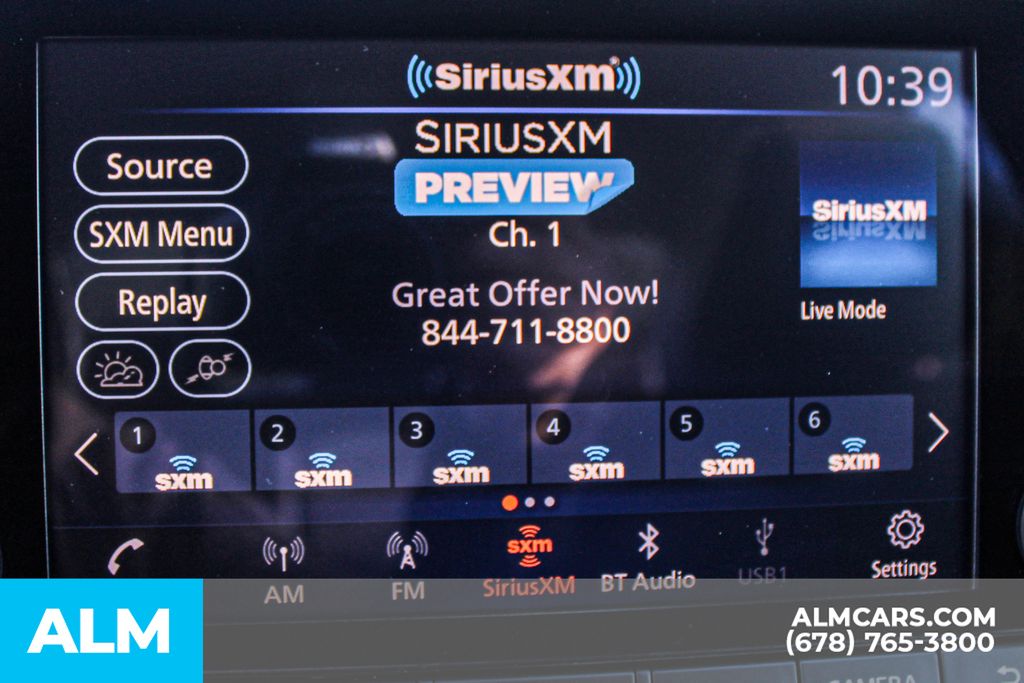 SiriusXM
10:39
SIRIUSXM
PREVIEW
Ch. 1
Source
SXM Menu
Replay
SiriusXM
Live Mode
Great Offer Now!
844-711-8800
1 2 3 4 5 6
sxm sxm sxm sxm sxm sxm
sxm
AM FM SiriusXM BT Audio USB1 Settings
ALM
ALMCARS.COM
(678) 765-3800
CAMERA